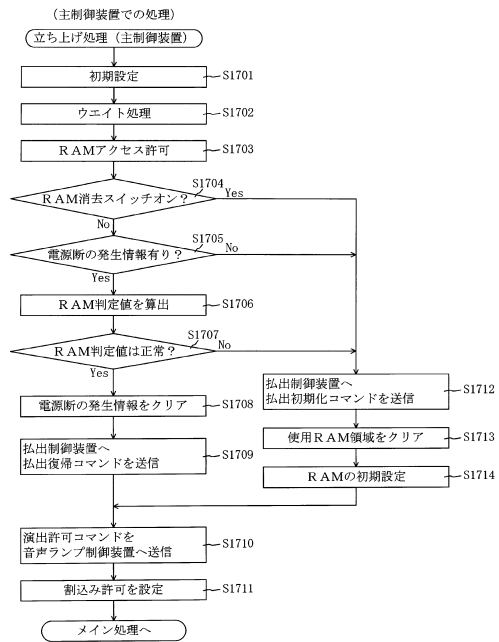 (主制御装置での処理)
立ち上げ処理(主制御装置)
初期設定
S1701
ウエイト処理
S1702
RAMアクセス許可
S1703
RAM消去スイッチオン?
S1704
Yes
No
電源断の発生情報有り?
S1705
No
Yes
RAM判定値を算出
S1706
RAM判定値は正常?
S1707
No
Yes
電源断の発生情報をクリア
S1708
払出制御装置へ
払出復帰コマンドを送信
S1709
払出制御装置へ
払出初期化コマンドを送信
S1712
使用RAM領域をクリア
S1713
RAMの初期設定
S1714
演出許可コマンドを
音声ランプ制御装置へ送信
S1710
割込み許可を設定
S1711
メイン処理へ